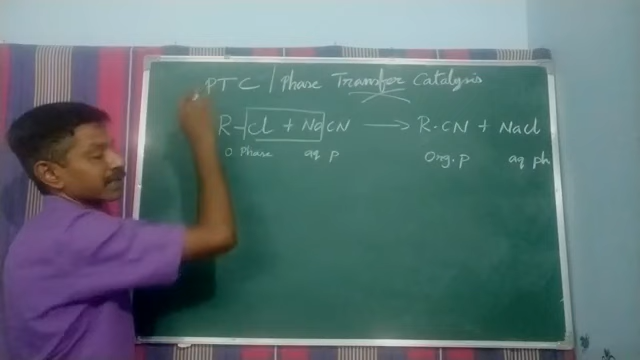 PTC / Phase Transfer Catalysis
R-Cl + NaCN → R-CN + NaCl
O Phase aq P Org. P aq ph